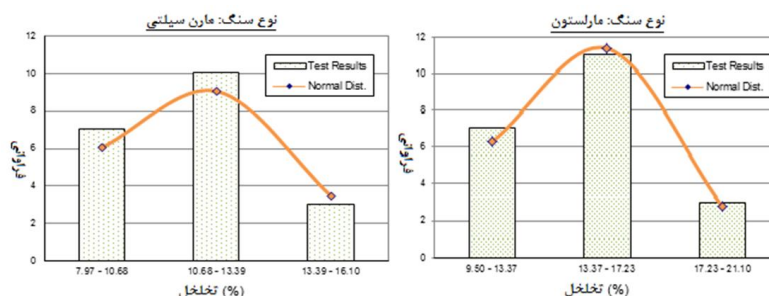 نوع سنگ: مارن سیلتی
12
10
8
6
4
2
0
Test Results
Normal Dist.
فراوانی
7.97 - 10.68
10.68 - 13.39
13.39 - 16.10
تخلخل (%)
نوع سنگ: مارلستون
12
10
8
6
4
2
0
Test Results
Normal Dist.
فراوانی
9.50 - 13.37
13.37 - 17.23
17.23 - 21.10
تخلخل (%)